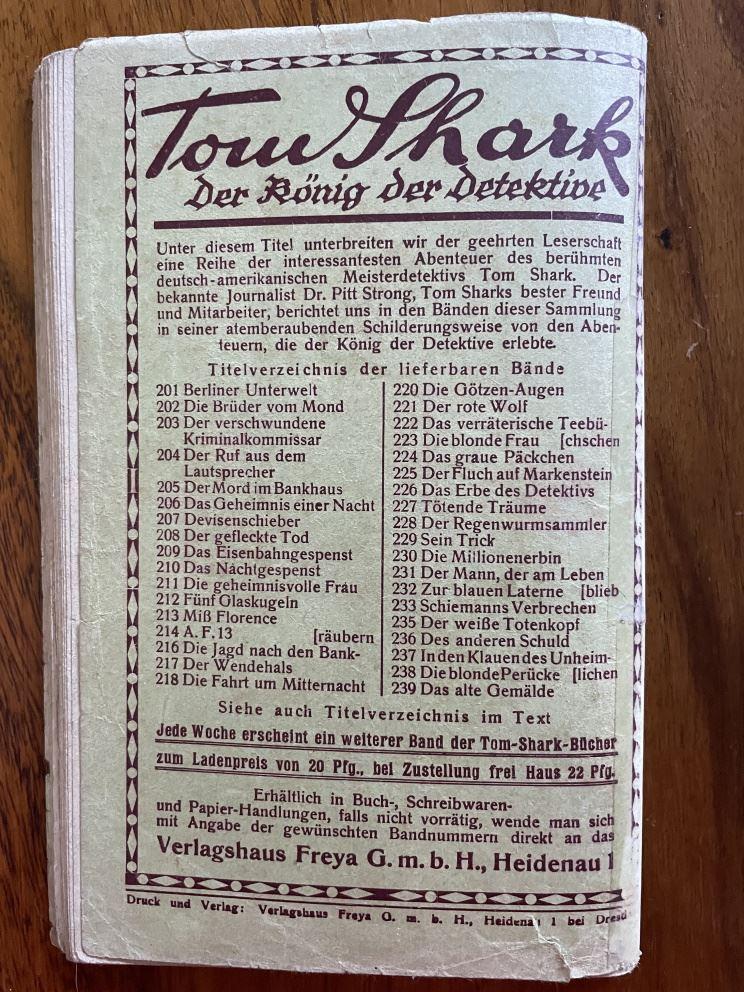 Tom Shark
Der König der Detektive
Unter diesem Titel unterbreiten wir der geehrten Leserschaft
eine Reihe der interessantesten Abenteuer des berühmten
deutsch-amerikanischen Meisterdetektivs Tom Shark. Der
bekannte Journalist Dr. Pitt Strong, Tom Sharks bester Freund
und Mitarbeiter, berichtet uns in den Bänden dieser Sammlung
in seiner atemberaubenden Schilderungsweise von den Aben-
teuern, die der König der Detektive erlebte.
Titelverzeichnis der lieferbaren Bände
201 Berliner Unterwelt
202 Die Brüder vom Mond
203 Der verschwundene
Kriminalkommissar
204 Der Ruf aus dem
Lautsprecher
205 Der Mord im Bankhaus
206 Das Geheimnis einer Nacht
207 Devisenschieber
208 Der gefleckte Tod
209 Das Eisenbahngespenst
210 Das Nachtgespenst
211 Die geheimnisvolle Frau
212 Fünf Glaskugeln
213 Miß Florence
214 A. F. 13 [räubern
216 Die Jagd nach den Bank-
217 Der Wendehals
218 Die Fahrt um Mitternacht
220 Die Götzen-Augen
221 Der rote Wolf
222 Das verräterische Teebü-
223 Die blonde Frau [chschen
224 Das graue Päckchen
225 Der Fluch auf Markenstein
226 Das Erbe des Detektivs
227 Tötende Träume
228 Der Regenwurmsammler
229 Sein Trick
230 Die Millionenerbin
231 Der Mann, der am Leben
232 Zur blauen Laterne [blieb
233 Schiemanns Verbrechen
235 Der weiße Totenkopf
236 Des anderen Schuld
237 In den Klauen des Unheim-
238 Die blonde Perücke [lichen
239 Das alte Gemälde
Siehe auch Titelverzeichnis im Text
Jede Woche erscheint ein weiterer Band der Tom-Shark-Bücher
zum Ladenpreis von 20 Pfg., bei Zustellung frei Haus 22 Pfg.
Erhältlich in Buch-, Schreibwaren-
und Papier-Handlungen, falls nicht vorrätig, wende man sich
mit Angabe der gewünschten Bandnummern direkt an das
Verlagshaus Freya G. m. b. H., Heidenau 1
Druck und Verlag: Verlagshaus Freya G. m. b. H., Heidenau 1 bei Dresd